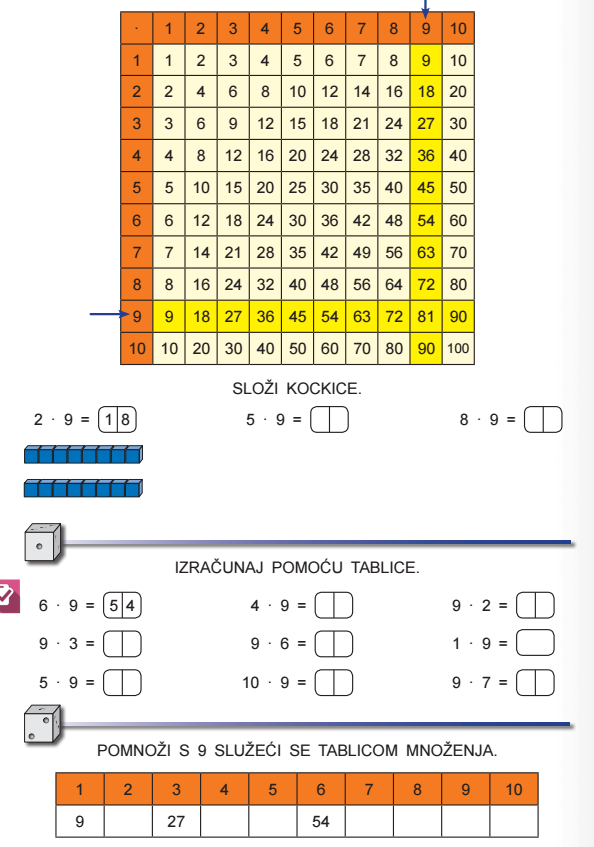 · 1 2 3 4 5 6 7 8 9 10
1 1 2 3 4 5 6 7 8 9 10
2 2 4 6 8 10 12 14 16 18 20
3 3 6 9 12 15 18 21 24 27 30
4 4 8 12 16 20 24 28 32 36 40
5 5 10 15 20 25 30 35 40 45 50
6 6 12 18 24 30 36 42 48 54 60
7 7 14 21 28 35 42 49 56 63 70
8 8 16 24 32 40 48 56 64 72 80
9 9 18 27 36 45 54 63 72 81 90
10 10 20 30 40 50 60 70 80 90 100
SLOŽI KOCKICE.
2 · 9 = 18 5 · 9 = 8 · 9 =
IZRAČUNAJ POMOĆU TABLICE.
6 · 9 = 54 4 · 9 = 9 · 2 =
9 · 3 = 9 · 6 = 1 · 9 =
5 · 9 = 10 · 9 = 9 · 7 =
POMNOŽI S 9 SLUŽEĆI SE TABLICOM MNOŽENJA.
1 2 3 4 5 6 7 8 9 10
9 27 54